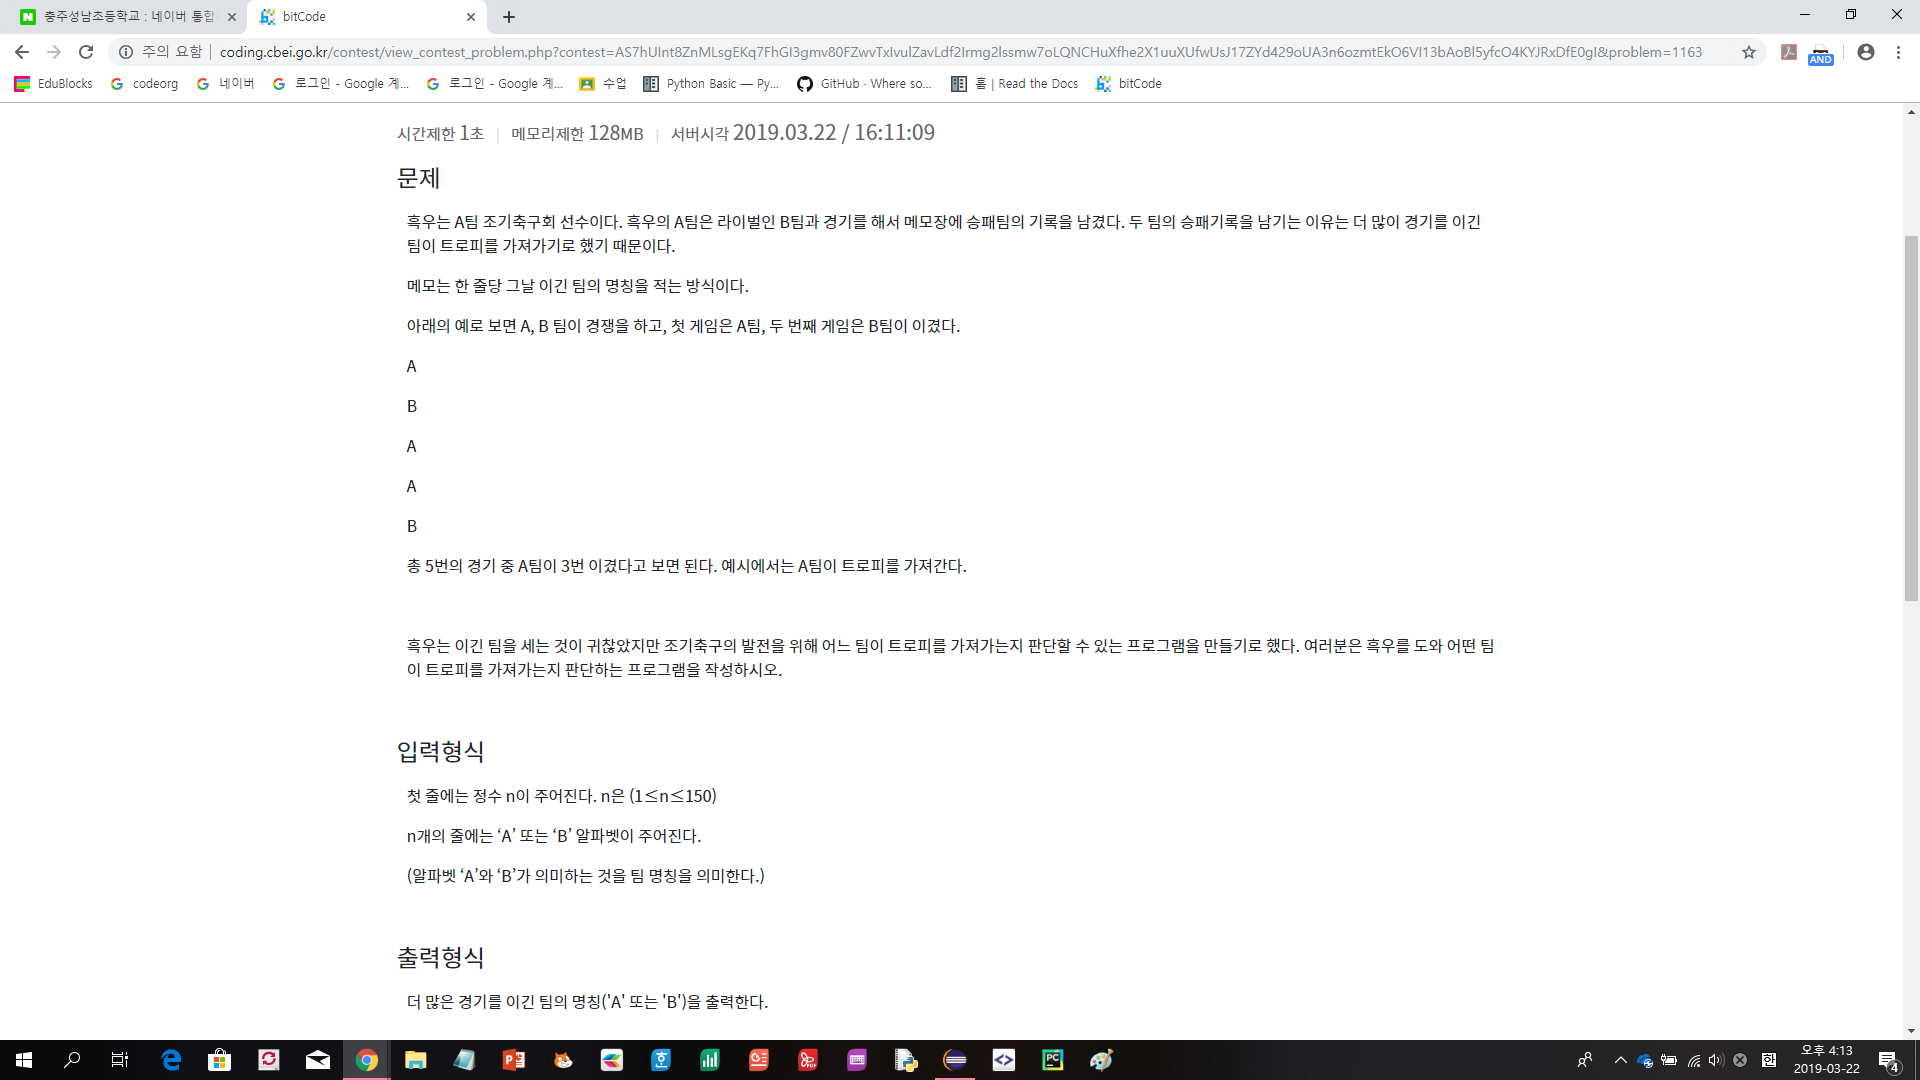 충주성남초등학교 : 네이버 통합
bitCode
주의 요함 | coding.cbei.go.kr/contest/view_contest_problem.php?contest=
EduBlocks codeorg 네이버 로그인 - Google 계... 로그인 - Google 계... 수업 Python Basic — Py... GitHub · Where so... 홈 | Read the Docs bitCode
AND
시간제한 1초 | 메모리제한 128MB | 서버시각 2019.03.22 / 16:11:09
문제
흑우는 A팀 조기축구회 선수이다. 흑우의 A팀은 라이벌인 B팀과 경기를 해서 메모장에 승패팀의 기록을 남겼다. 두 팀의 승패기록을 남기는 이유는 더 많이 경기를 이긴
팀이 트로피를 가져가기로 했기 때문이다.
메모는 한 줄당 그날 이긴 팀의 명칭을 적는 방식이다.
아래의 예로 보면 A, B 팀이 경쟁을 하고, 첫 게임은 A팀, 두 번째 게임은 B팀이 이겼다.
A
B
A
A
B
총 5번의 경기 중 A팀이 3번 이겼다고 보면 된다. 예시에서는 A팀이 트로피를 가져간다.
흑우는 이긴 팀을 세는 것이 귀찮았지만 조기축구의 발전을 위해 어느 팀이 트로피를 가져가는지 판단할 수 있는 프로그램을 만들기로 했다. 여러분은 흑우를 도와 어떤 팀
이 트로피를 가져가는지 판단하는 프로그램을 작성하시오.
입력형식
첫 줄에는 정수 n이 주어진다. n은 (1≤n≤150)
n개의 줄에는 ‘A’ 또는 ‘B’ 알파벳이 주어진다.
(알파벳 ‘A’와 ‘B’가 의미하는 것을 팀 명칭을 의미한다.)
출력형식
더 많은 경기를 이긴 팀의 명칭('A' 또는 'B')을 출력한다.
오후 4:13
2019-03-22
4